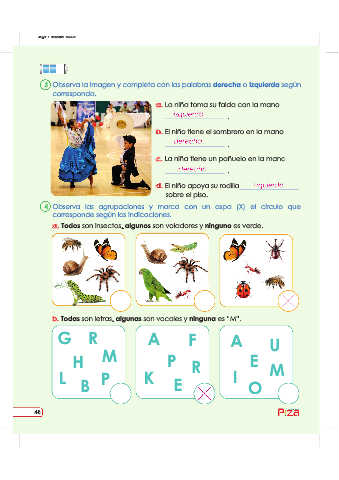 3 Observa la imagen y completa con las palabras derecha o izquierda según
corresponda.
a. La niña toma su falda con la mano
izquierda .
b. El niño tiene el sombrero en la mano
derecha .
c. La niña tiene un pañuelo en la mano
derecha .
d. El niño apoya su rodilla izquierda
sobre el piso.
4 Observa las agrupaciones y marca con un aspa (X) el círculo que
corresponde según las indicaciones.
a. Todos son insectos, algunos son voladores y ninguno es verde.
b. Todos son letras, algunas son vocales y ninguna es "M".
G R H M L B P
A F P R K E
A U E M I O
46
Piza